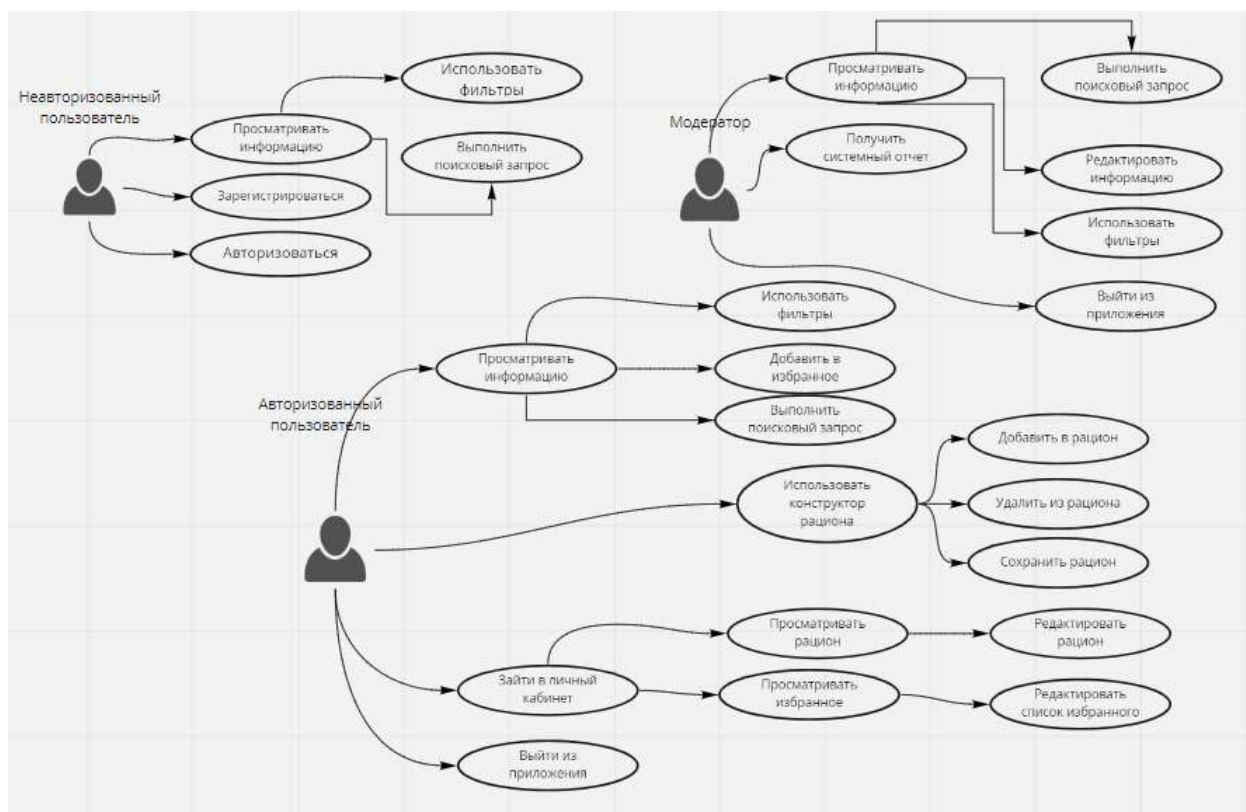 Неавторизованный
пользователь
Просматривать
информацию
Использовать
фильтры
Выполнить
поисковый запрос
Зарегистрироваться
Авторизоваться
Модератор
Просматривать
информацию
Выполнить
поисковый запрос
Получить
системный отчет
Редактировать
информацию
Использовать
фильтры
Выйти из
приложения
Авторизованный
пользователь
Просматривать
информацию
Использовать
фильтры
Добавить в
избранное
Выполнить
поисковый запрос
Использовать
конструктор
рациона
Добавить в рацион
Удалить из рациона
Сохранить рацион
Зайти в личный
кабинет
Просматривать
рацион
Редактировать
рацион
Просматривать
избранное
Редактировать
список избранного
Выйти из
приложения